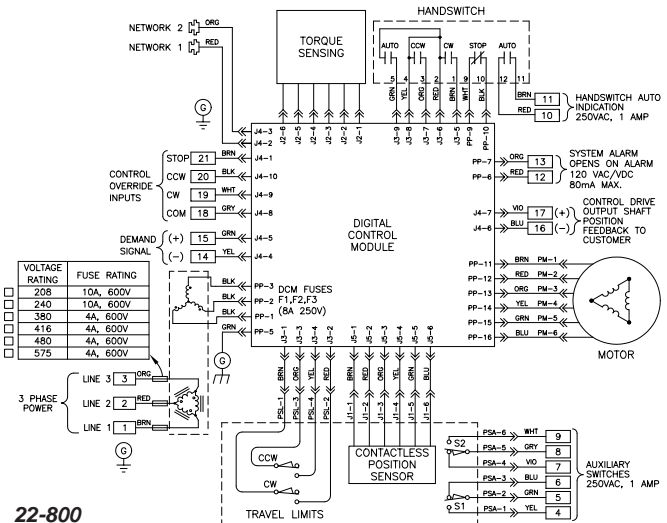 HANDSWITCH
NETWORK 2 ORG
NETWORK 1 RED
TORQUE
SENSING
AUTO CCW CW STOP AUTO
5 4 3 2 1 9 10 12 11
GRN YEL ORG RED BRN WHT BLK
BRN 11
RED 10
HANDSWITCH AUTO
INDICATION
250VAC, 1 AMP
G
J4-3
J4-2
J2-6 J2-5 J2-4 J2-3 J2-2 J2-1
J3-9 J3-8 J3-7 J3-6 J3-5 PP-9 PP-10
CONTROL
OVERRIDE
INPUTS
STOP 21 BRN J4-1
CCW 20 BLK J4-10
CW 19 WHT J4-9
COM 18 GRY J4-8
PP-7 ORG 13
PP-6 RED 12
SYSTEM ALARM
OPENS ON ALARM
120 VAC/VDC
80mA MAX.
DEMAND
SIGNAL
(+) 15 GRN J4-5
(-) 14 YEL J4-4
DIGITAL
CONTROL
MODULE
J4-7 VIO 17 (+)
J4-6 BLU 16 (-)
CONTROL DRIVE
OUTPUT SHAFT
POSITION
FEEDBACK TO
CUSTOMER
VOLTAGE
RATING
FUSE RATING
208 10A, 600V
240 10A, 600V
380 4A, 600V
416 4A, 600V
480 4A, 600V
575 4A, 600V
BLK PP-3
BLK PP-2
BLK PP-1
GRN PP-5
DCM FUSES
F1,F2,F3
(8A 250V)
G
PP-11 BRN PM-1
PP-12 RED PM-2
PP-13 ORG PM-3
PP-14 YEL PM-4
PP-15 GRN PM-5
PP-16 BLU PM-6
MOTOR
J3-1 J3-3 J3-4 J3-2
J5-1 J5-2 J5-3 J5-4 J5-5 J5-6
BRN ORG YEL RED
BRN RED ORG YEL GRN BLU
PSL-1 PSL-3 PSL-4 PSL-2
J1-1 J1-2 J1-3 J1-4 J1-5 J1-6
3 PHASE
POWER
LINE 3 3 ORG
LINE 2 2 RED
LINE 1 1 BRN
G
CCW
CW
TRAVEL LIMITS
CONTACTLESS
POSITION
SENSOR
S2
S1
PSA-6 WHT 9
PSA-5 GRY 8
PSA-4 VIO 7
PSA-3 BLU 6
PSA-2 GRN 5
PSA-1 YEL 4
AUXILIARY
SWITCHES
250VAC, 1 AMP
22-800